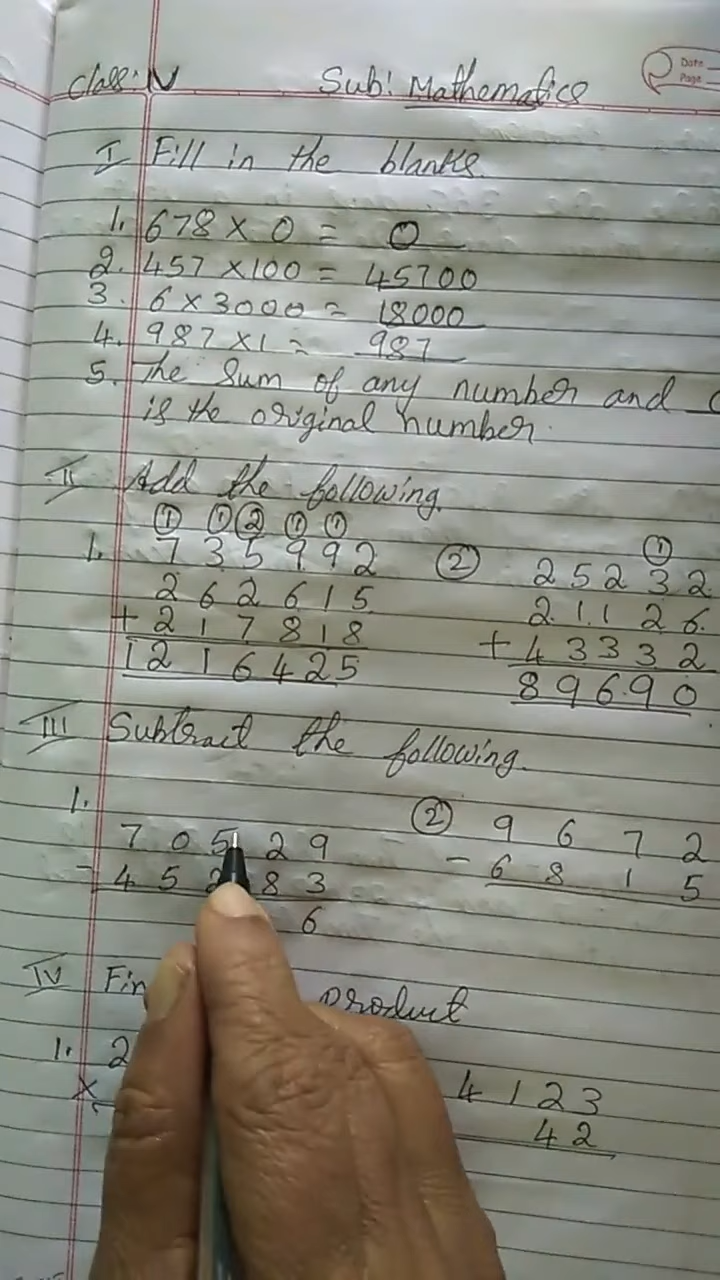 Date
Page
Class: IV Sub: Mathematics
I Fill in the blanks.
1. 678 × 0 = 0
2. 457 × 100 = 45700
3. 6 × 3000 = 18000
4. 987 × 1 = 987
5. The Sum of any number and
is the original number.
II Add the following.
① ① ② ① ①
1. 7 3 5 9 9 2
2 6 2 6 1 5
+ 2 1 7 8 1 8
1 2 1 6 4 2 5
① 
② 2 5 2 3 2
2 1 1 2 6
+ 4 3 3 3 2
8 9 6 9 0
III Subtract the following.
1.
7 0 5 2 9
- 4 5 2 8 3
6
② 9 6 7 2
- 6 8 1 5
IV product
1. 2
×
4 1 2 3
4 2